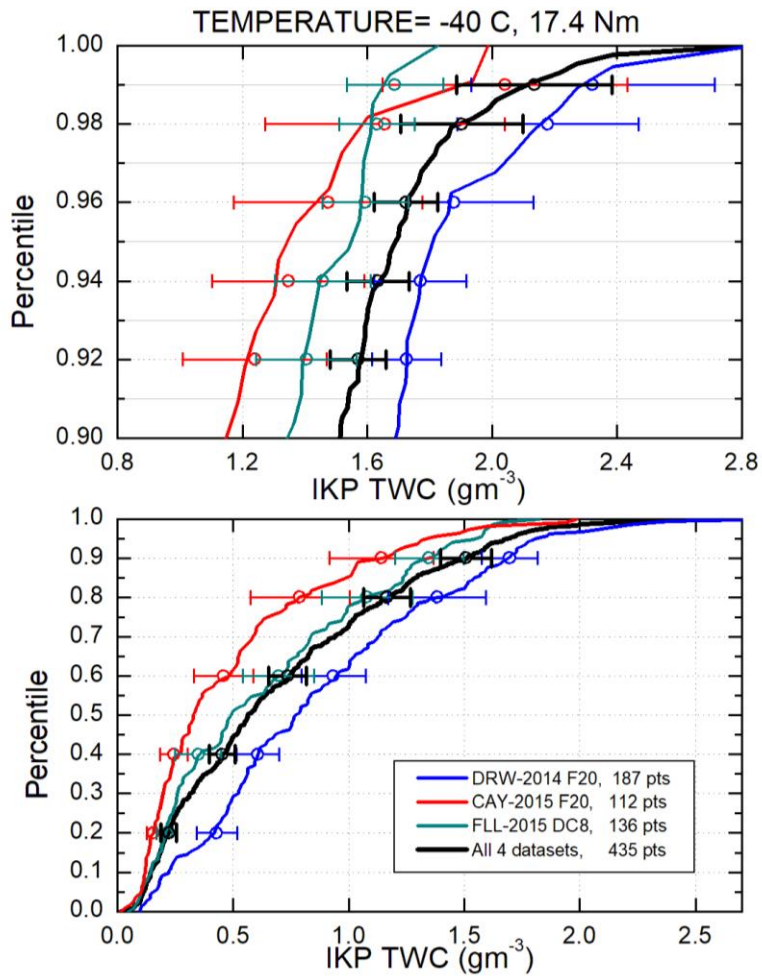 TEMPERATURE= -40 C, 17.4 Nm
1.00
0.98
0.96
0.94
0.92
0.90
Percentile
0.8 1.2 1.6 2.0 2.4 2.8
IKP TWC (gm⁻³)
1.0
0.9
0.8
0.7
0.6
0.5
0.4
0.3
0.2
0.1
0.0
Percentile
DRW-2014 F20, 187 pts
CAY-2015 F20, 112 pts
FLL-2015 DC8, 136 pts
All 4 datasets, 435 pts
0.0 0.5 1.0 1.5 2.0 2.5
IKP TWC (gm⁻³)